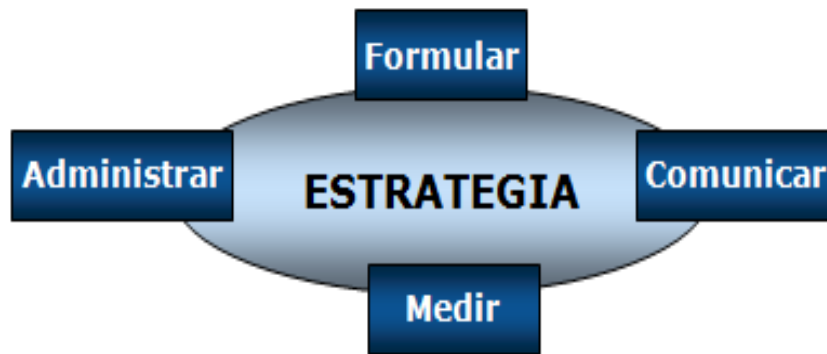 Formular
Administrar
ESTRATEGIA
Comunicar
Medir